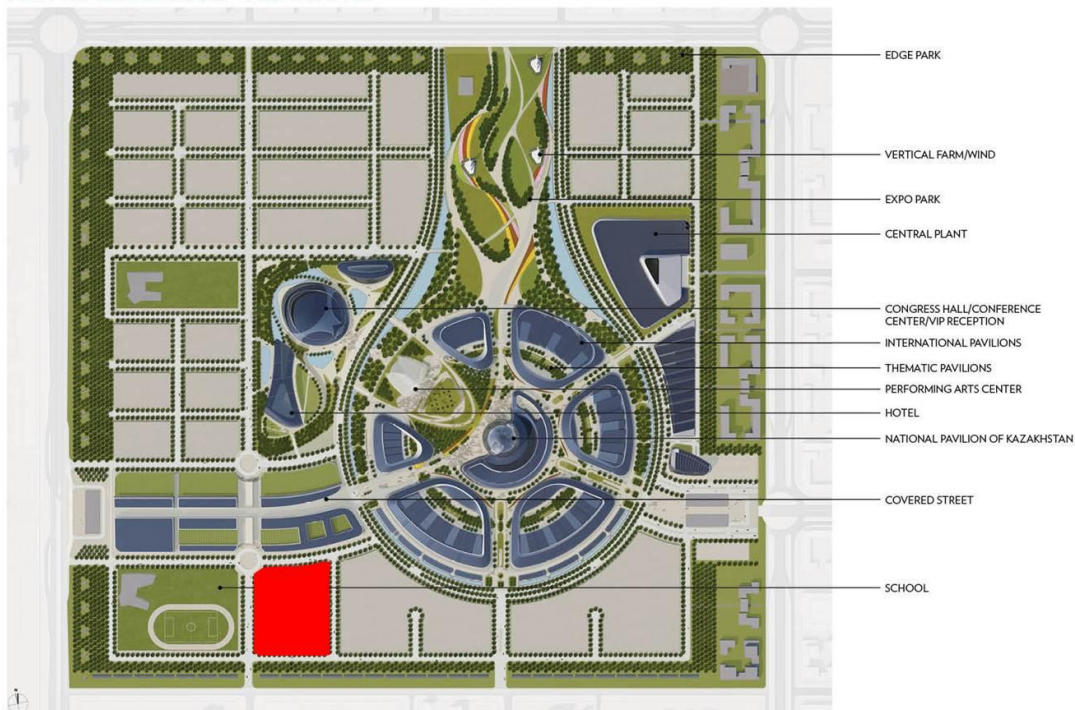 EDGE PARK
VERTICAL FARM/WIND
EXPO PARK
CENTRAL PLANT
CONGRESS HALL/CONFERENCE
CENTER/VIP RECEPTION
INTERNATIONAL PAVILIONS
THEMATIC PAVILIONS
PERFORMING ARTS CENTER
HOTEL
NATIONAL PAVILION OF KAZAKHSTAN
COVERED STREET
SCHOOL